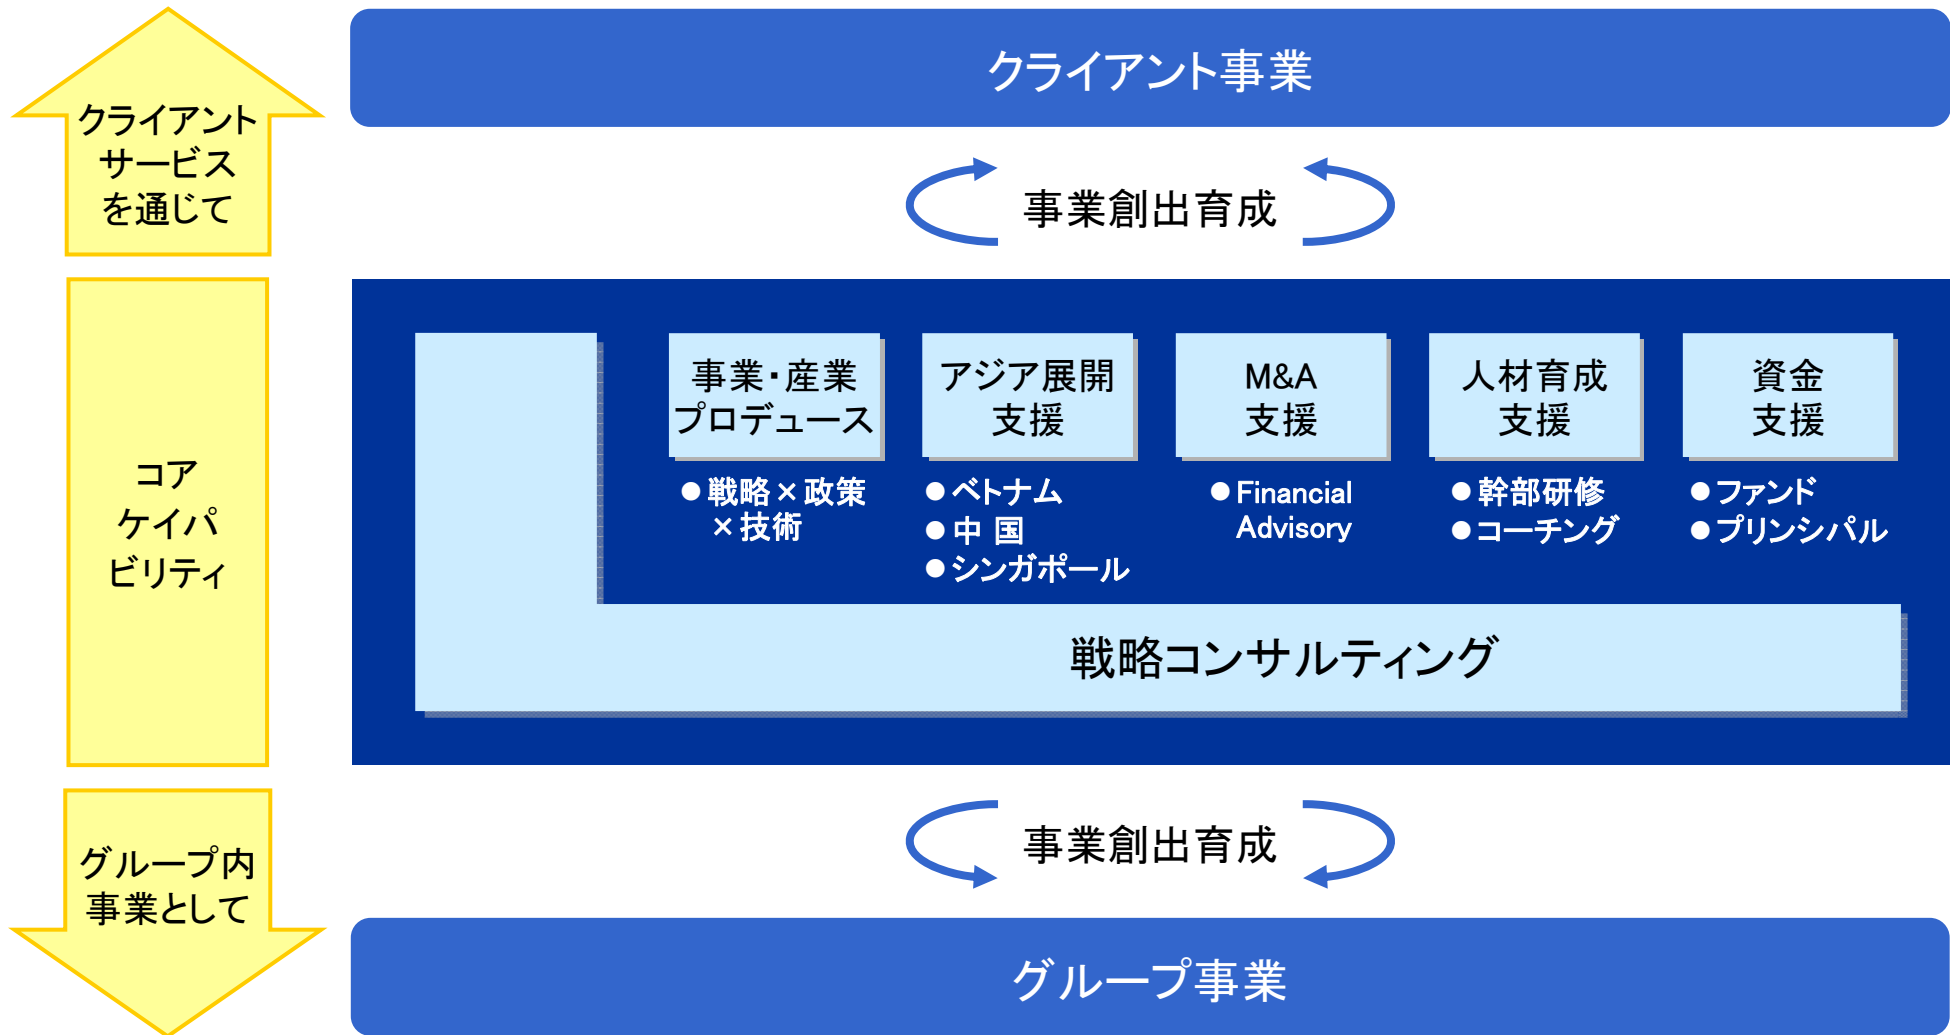 クライアント
サービス
を通じて
クライアント事業
事業創出育成
コア
ケイパ
ビリティ
事業・産業
プロデュース
●戦略×政策
×技術
アジア展開
支援
●ベトナム
●中 国
●シンガポール
M&A
支援
●Financial
Advisory
人材育成
支援
●幹部研修
●コーチング
資金
支援
●ファンド
●プリンシパル
戦略コンサルティング
グループ内
事業として
事業創出育成
グループ事業